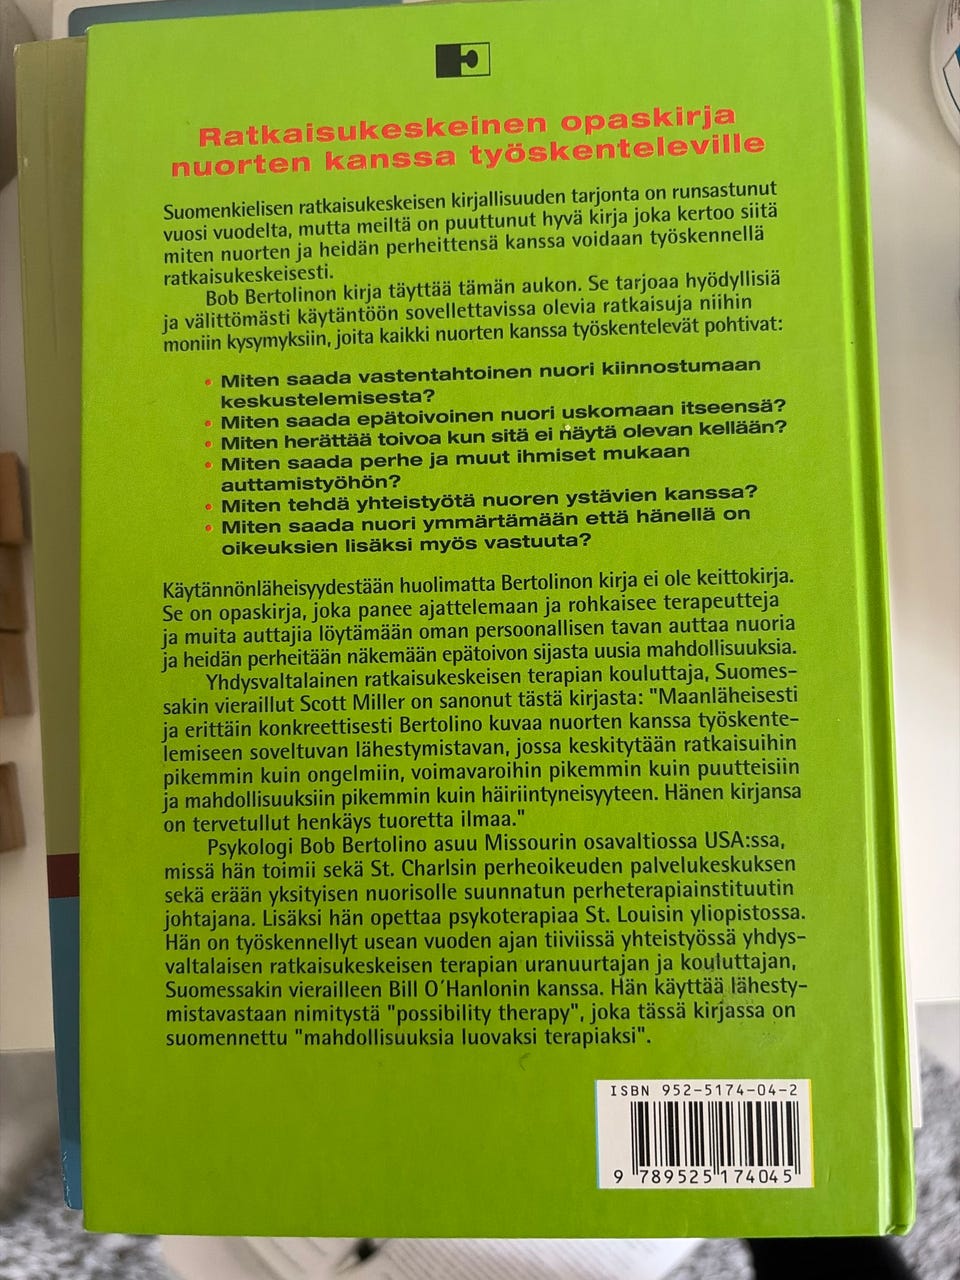 Ratkaisukeskeinen opaskirja
nuorten kanssa työskenteleville
Suomenkielisen ratkaisukeskeisen kirjallisuuden tarjonta on runsastunut
vuosi vuodelta, mutta meiltä on puuttunut hyvä kirja joka kertoo siitä
miten nuorten ja heidän perheittensä kanssa voidaan työskennellä
ratkaisukeskeisesti.
Bob Bertolinon kirja täyttää tämän aukon. Se tarjoaa hyödyllisiä
ja välittömästi käytäntöön sovellettavissa olevia ratkaisuja niihin
moniin kysymyksiin, joita kaikki nuorten kanssa työskentelevät pohtivat:
• Miten saada vastentahtoinen nuori kiinnostumaan
keskustelemisesta?
• Miten saada epätoivoinen nuori uskomaan itseensä?
• Miten herättää toivoa kun sitä ei näytä olevan kellään?
• Miten saada perhe ja muut ihmiset mukaan
auttamistyöhön?
• Miten tehdä yhteistyötä nuoren ystävien kanssa?
• Miten saada nuori ymmärtämään että hänellä on
oikeuksien lisäksi myös vastuuta?
Käytännönläheisyydestään huolimatta Bertolinon kirja ei ole keittokirja.
Se on opaskirja, joka panee ajattelemaan ja rohkaisee terapeutteja
ja muita auttajia löytämään oman persoonallisen tavan auttaa nuoria
ja heidän perheitään näkemään epätoivon sijasta uusia mahdollisuuksia.
Yhdysvaltalainen ratkaisukeskeisen terapian kouluttaja, Suomes-
sakin vieraillut Scott Miller on sanonut tästä kirjasta: "Maanläheisesti
ja erittäin konkreettisesti Bertolino kuvaa nuorten kanssa työskente-
lemiseen soveltuvan lähestymistavan, jossa keskitytään ratkaisuihin
pikemmin kuin ongelmiin, voimavaroihin pikemmin kuin puutteisiin
ja mahdollisuuksiin pikemmin kuin häiriintyneisyyteen. Hänen kirjansa
on tervetullut henkäys tuoretta ilmaa."
Psykologi Bob Bertolino asuu Missourin osavaltiossa USA:ssa,
missä hän toimii sekä St. Charlsin perheoikeuden palvelukeskuksen
sekä erään yksityisen nuorisolle suunnatun perheterapiainstituutin
johtajana. Lisäksi hän opettaa psykoterapiaa St. Louisin yliopistossa.
Hän on työskennellyt usean vuoden ajan tiiviissä yhteistyössä yhdys-
valtalaisen ratkaisukeskeisen terapian uranuurtajan ja kouluttajan,
Suomessakin vierailleen Bill O´Hanlonin kanssa. Hän käyttää lähesty-
mistavastaan nimitystä "possibility therapy", joka tässä kirjassa on
suomennettu "mahdollisuuksia luovaksi terapiaksi".
ISBN 952-5174-04-2
9 789525 174045